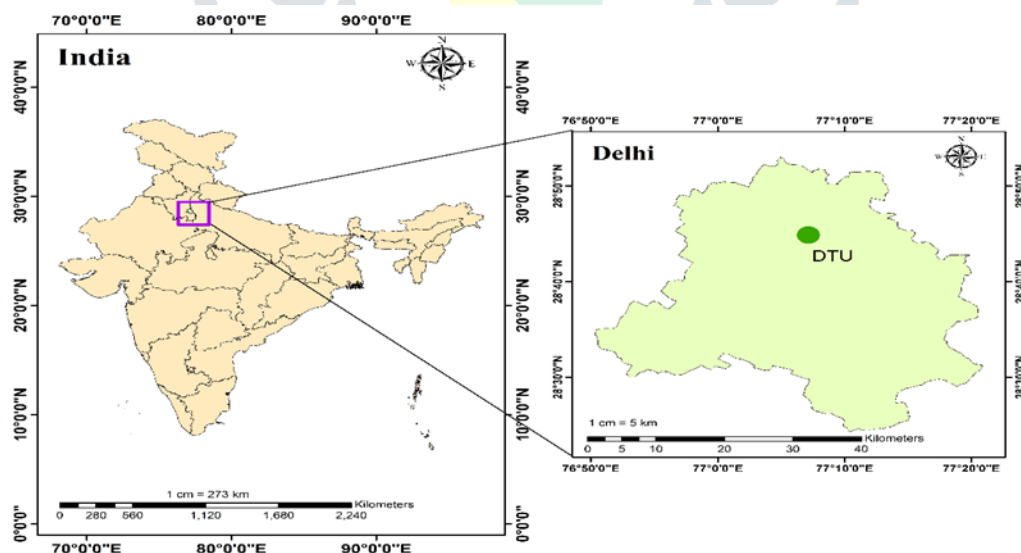 70°0'0"E 80°0'0"E 90°0'0"E
India
N
W E
S
40°0'0"N 40°0'0"N
30°0'0"N 30°0'0"N
20°0'0"N 20°0'0"N
10°0'0"N 10°0'0"N
0°0'0" 0°0'0"
1 cm = 273 km
Kilometers
0 280 560 1,120 1,680 2,240
70°0'0"E 80°0'0"E 90°0'0"E
76°50'0"E 77°0'0"E 77°10'0"E 77°20'0"E
Delhi
N
W E
S
28°50'0"N
DTU
28°40'0"N
28°30'0"N
1 cm = 5 km
Kilometers
0 5 10 20 30 40
76°50'0"E 77°0'0"E 77°10'0"E 77°20'0"E